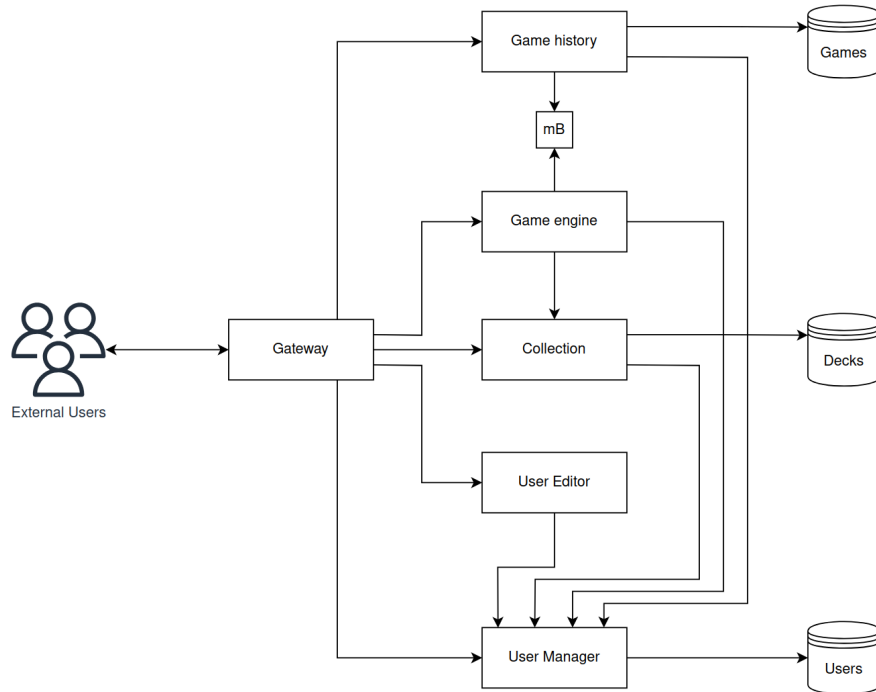 Game history
Games
mB
Game engine
External Users
Gateway
Collection
Decks
User Editor
User Manager
Users